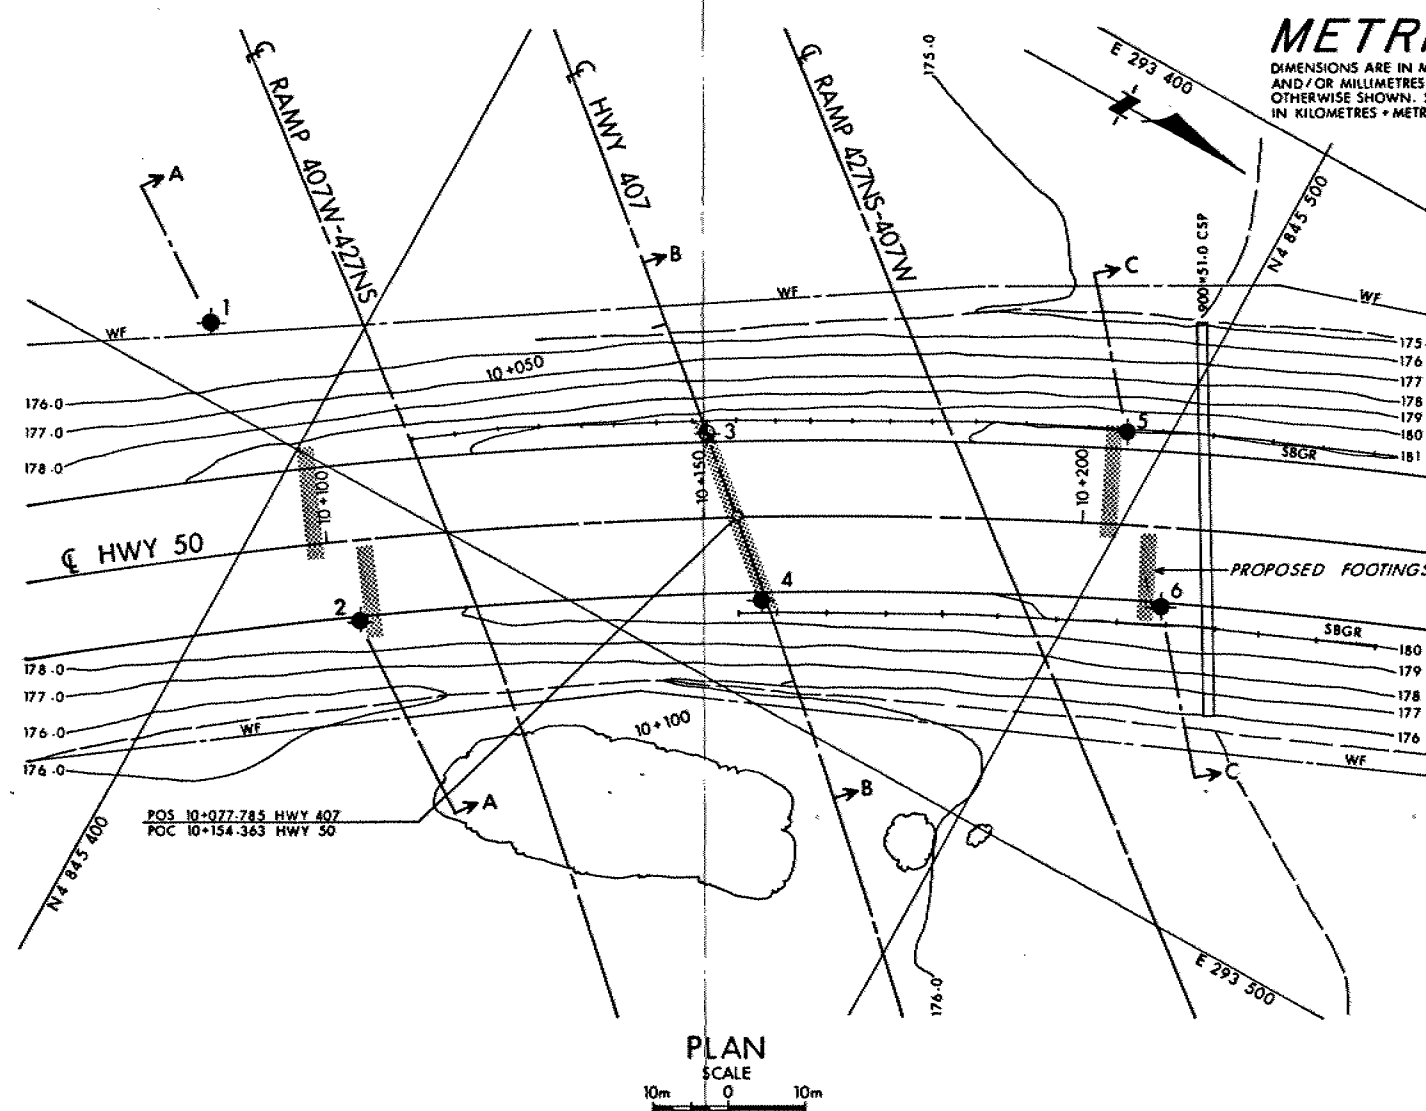 METRI
DIMENSIONS ARE IN M
AND/OR MILLIMETRES
OTHERWISE SHOWN.
IN KILOMETRES + METR
175.0
E 293 400
℄ RAMP 407W-427NS
℄ HWY 407
℄ RAMP 427NS-407W
N4 845 500
900×51.0 CSP
A
B
C
1
WF
WF
WF
10+050
175
176
177
178
179
180
181
176.0
177.0
178.0
3
5
SBGR
10+100
10+150
10+200
℄ HWY 50
PROPOSED FOOTINGS
2
4
6
SBGR
180
179
178
177
176
178.0
177.0
176.0
176.0
WF
10+100
WF
A
B
C
POS 10+077.785 HWY 407
POC 10+154.363 HWY 50
N4 845 400
176.0
E 293 500
PLAN
SCALE
10m 0 10m